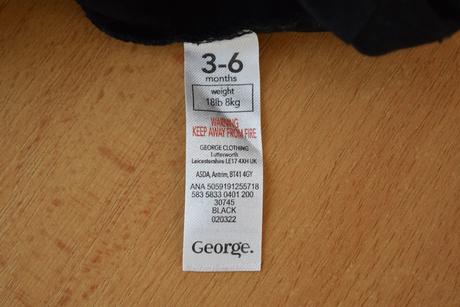 3-6
months
weight
18lb 8kg
WARNING
KEEP AWAY FROM FIRE
GEORGE CLOTHING
Lutterworth
Leicestershire LE17 4XH UK
ASDA, Antrim, BT41 4GY
ANA 5059191255718
583 5833 0401 200
30745
BLACK
020322
George.